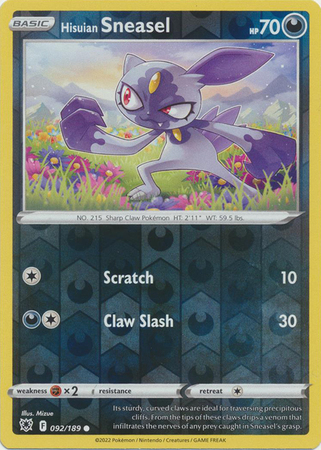 BASIC
Hisuian Sneasel HP 70
NO. 215 Sharp Claw Pokémon HT: 2'11" WT: 59.5 lbs.
Scratch 10
Claw Slash 30
weakness ×2 resistance retreat
Illus. Mizue
F 092/189 ●
Its sturdy, curved claws are ideal for traversing precipitous
cliffs. From the tips of these claws drips a venom that
infiltrates the nerves of any prey caught in Sneasel's grasp.
©2022 Pokémon / Nintendo / Creatures / GAME FREAK